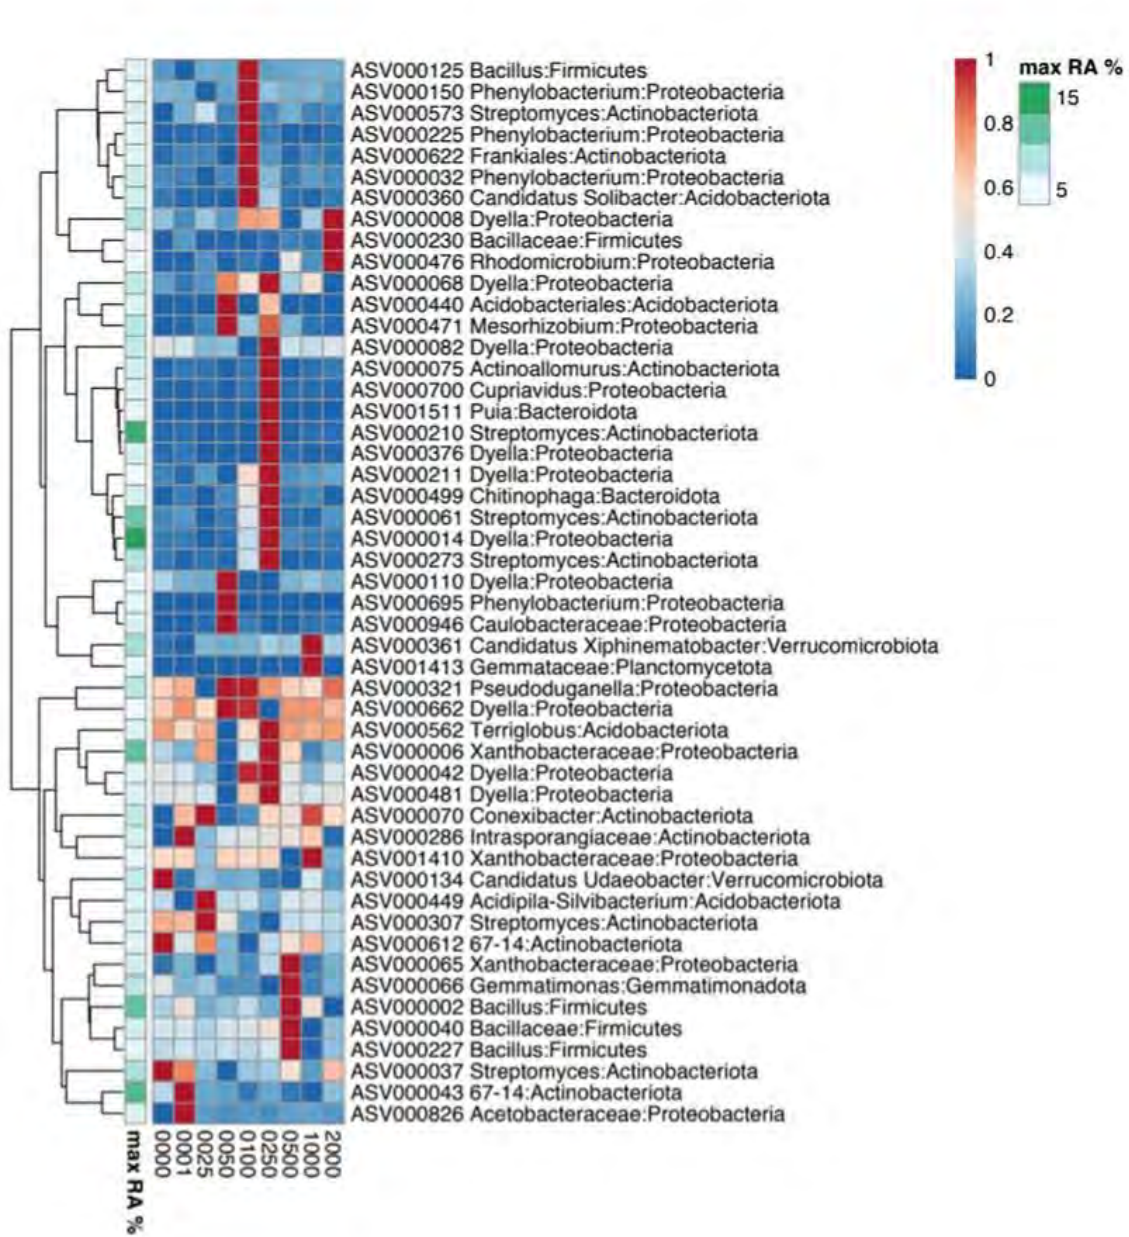 ASV000125 Bacillus:Firmicutes
ASV000150 Phenylobacterium:Proteobacteria
ASV000573 Streptomyces:Actinobacteriota
ASV000225 Phenylobacterium:Proteobacteria
ASV000622 Frankiales:Actinobacteriota
ASV000032 Phenylobacterium:Proteobacteria
ASV000360 Candidatus Solibacter:Acidobacteriota
ASV000008 Dyella:Proteobacteria
ASV000230 Bacillaceae:Firmicutes
ASV000476 Rhodomicrobium:Proteobacteria
ASV000068 Dyella:Proteobacteria
ASV000440 Acidobacteriales:Acidobacteriota
ASV000471 Mesorhizobium:Proteobacteria
ASV000082 Dyella:Proteobacteria
ASV000075 Actinoallomurus:Actinobacteriota
ASV000700 Cupriavidus:Proteobacteria
ASV001511 Puia:Bacteroidota
ASV000210 Streptomyces:Actinobacteriota
ASV000376 Dyella:Proteobacteria
ASV000211 Dyella:Proteobacteria
ASV000499 Chitinophaga:Bacteroidota
ASV000061 Streptomyces:Actinobacteriota
ASV000014 Dyella:Proteobacteria
ASV000273 Streptomyces:Actinobacteriota
ASV000110 Dyella:Proteobacteria
ASV000695 Phenylobacterium:Proteobacteria
ASV000946 Caulobacteraceae:Proteobacteria
ASV000361 Candidatus Xiphinematobacter:Verrucomicrobiota
ASV001413 Gemmataceae:Planctomycetota
ASV000321 Pseudoduganella:Proteobacteria
ASV000662 Dyella:Proteobacteria
ASV000562 Terriglobus:Acidobacteriota
ASV000006 Xanthobacteraceae:Proteobacteria
ASV000042 Dyella:Proteobacteria
ASV000481 Dyella:Proteobacteria
ASV000070 Conexibacter:Actinobacteriota
ASV000286 Intrasporangiaceae:Actinobacteriota
ASV001410 Xanthobacteraceae:Proteobacteria
ASV000134 Candidatus Udaeobacter:Verrucomicrobiota
ASV000449 Acidipila-Silvibacterium:Acidobacteriota
ASV000307 Streptomyces:Actinobacteriota
ASV000612 67-14:Actinobacteriota
ASV000065 Xanthobacteraceae:Proteobacteria
ASV000066 Gemmatimonas:Gemmatimonadota
ASV000002 Bacillus:Firmicutes
ASV000040 Bacillaceae:Firmicutes
ASV000227 Bacillus:Firmicutes
ASV000037 Streptomyces:Actinobacteriota
ASV000043 67-14:Actinobacteriota
ASV000826 Acetobacteraceae:Proteobacteria
max RA %
0000
0001
0025
0050
0100
0250
0500
1000
2000
1
0.8
0.6
0.4
0.2
0
max RA %
15
5